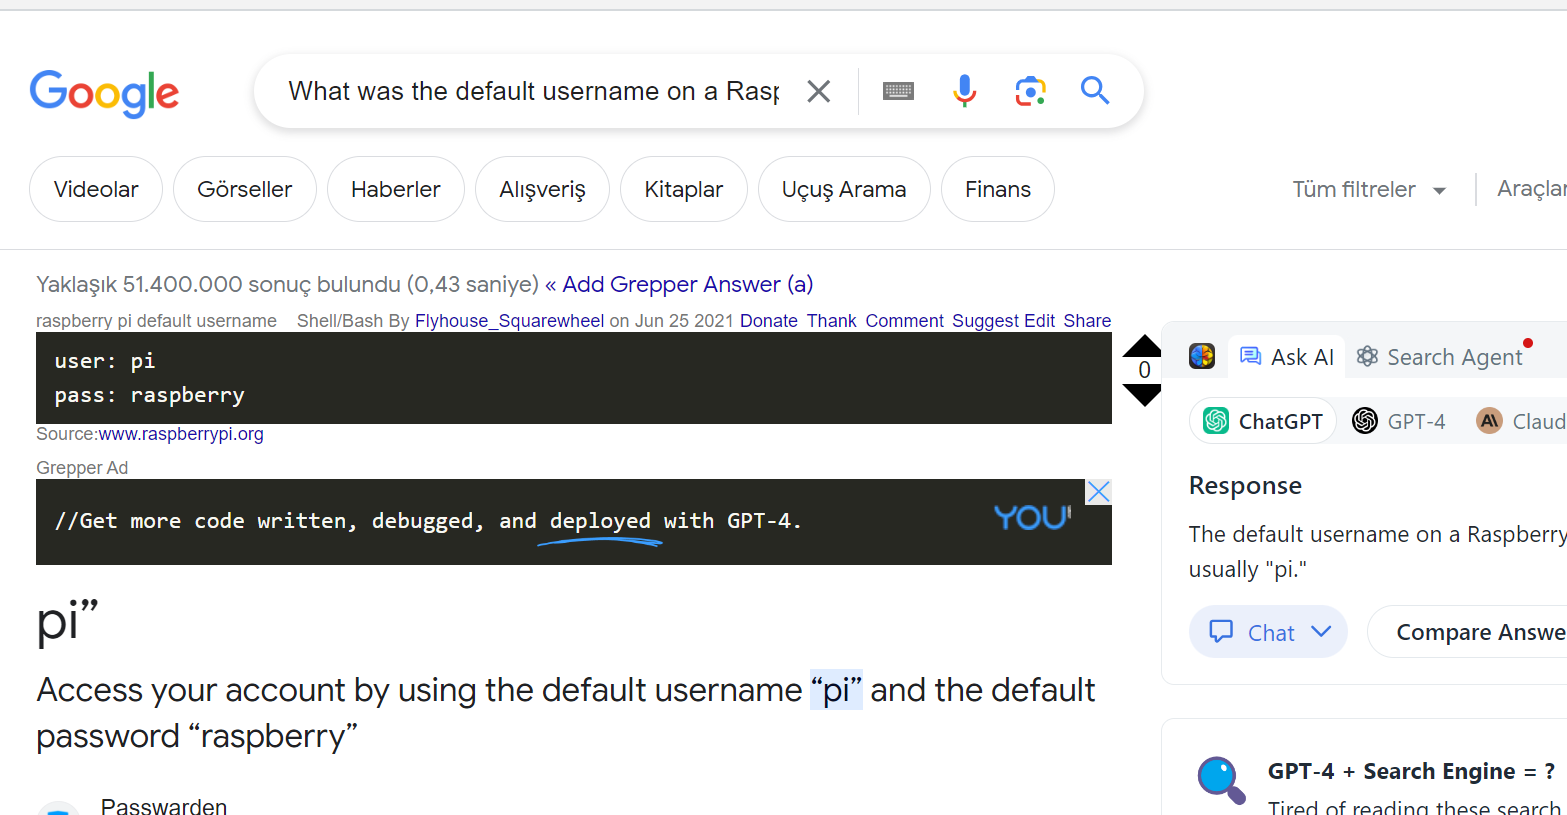 Google
What was the default username on a Rasp
Videolar Görseller Haberler Alışveriş Kitaplar Uçuş Arama Finans
Tüm filtreler Araçlar
Yaklaşık 51.400.000 sonuç bulundu (0,43 saniye) « Add Grepper Answer (a)
raspberry pi default username Shell/Bash By Flyhouse_Squarewheel on Jun 25 2021 Donate Thank Comment Suggest Edit Share
user: pi
pass: raspberry
0
Source:www.raspberrypi.org
Grepper Ad
//Get more code written, debugged, and deployed with GPT-4.
YOU
pi”
Access your account by using the default username “pi” and the default
password “raspberry”
Passwarden
Ask AI Search Agent
ChatGPT GPT-4 Claud
Response
The default username on a Raspberry
usually "pi."
Chat Compare Answe
GPT-4 + Search Engine = ?
Tired of reading these search